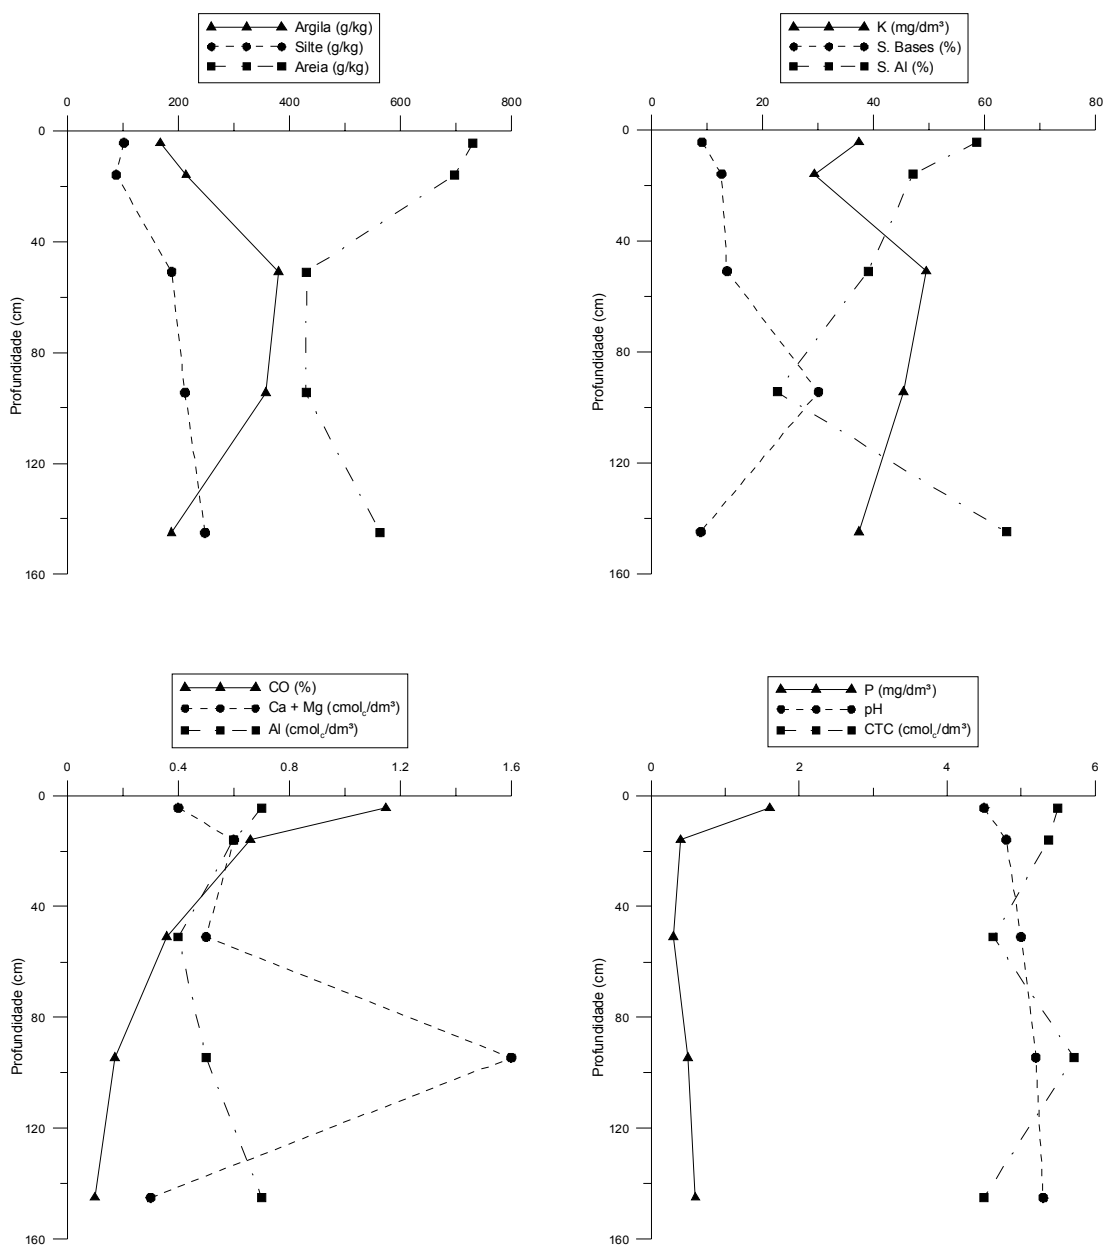 Argila (g/kg)
Silte (g/kg)
Areia (g/kg)
0 200 400 600 800
0
40
80
120
160
Profundidade (cm)
K (mg/dm³)
S. Bases (%)
S. Al (%)
0 20 40 60 80
0
40
80
120
160
Profundidade (cm)
CO (%)
Ca + Mg (cmolc/dm³)
Al (cmolc/dm³)
0 0.4 0.8 1.2 1.6
0
40
80
120
160
Profundidade (cm)
P (mg/dm³)
pH
CTC (cmolc/dm³)
0 2 4 6
0
40
80
120
160
Profundidade (cm)